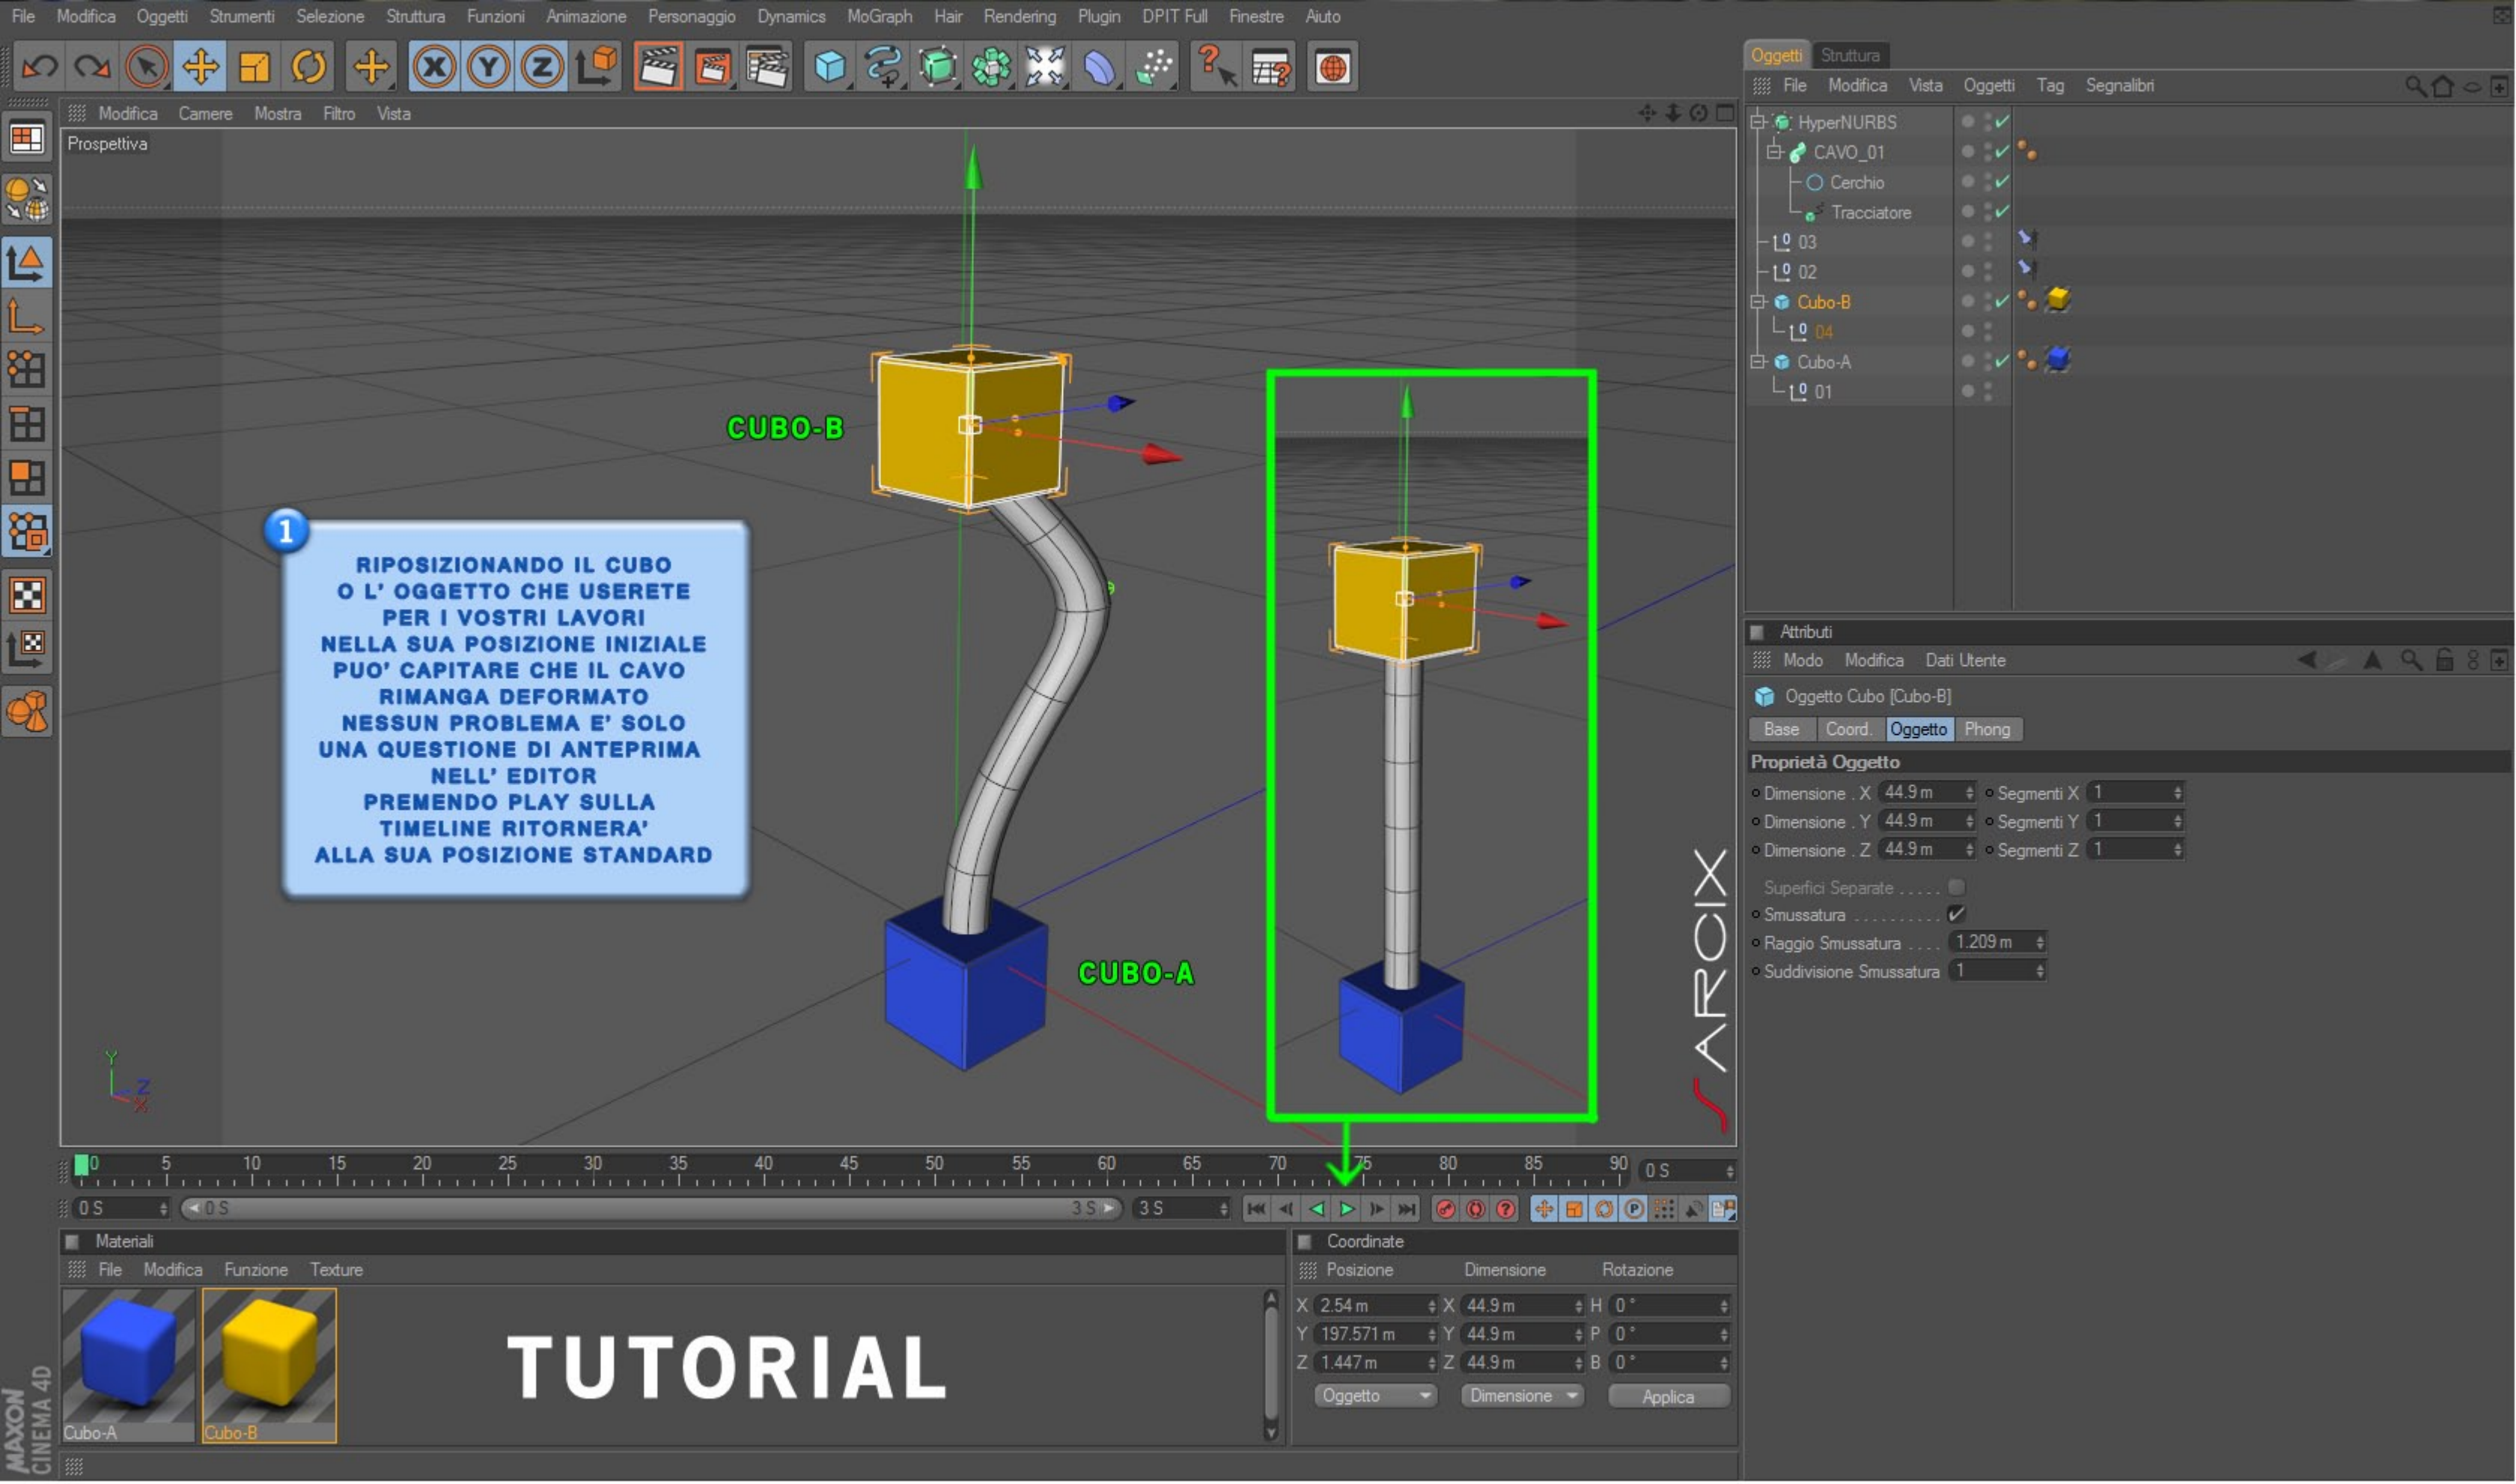 File Modifica Oggetti Strumenti Selezione Struttura Funzioni Animazione Personaggio Dynamics MoGraph Hair Rendering Plugin DPIT Full Finestre Aiuto
X Y Z
Modifica Camere Mostra Filtro Vista
Prospettiva
CUBO-B
1
RIPOSIZIONANDO IL CUBO
O L' OGGETTO CHE USERETE
PER I VOSTRI LAVORI
NELLA SUA POSIZIONE INIZIALE
PUO' CAPITARE CHE IL CAVO
RIMANGA DEFORMATO
NESSUN PROBLEMA E' SOLO
UNA QUESTIONE DI ANTEPRIMA
NELL' EDITOR
PREMENDO PLAY SULLA
TIMELINE RITORNERA'
ALLA SUA POSIZIONE STANDARD
CUBO-A
ARCIX
Y
Z
X
0 5 10 15 20 25 30 35 40 45 50 55 60 65 70 75 80 85 90 0 S
0 S 0 S 3 S 3 S
P
Materiali
File Modifica Funzione Texture
Cubo-A Cubo-B
TUTORIAL
MAXON
CINEMA 4D
Coordinate
Posizione Dimensione Rotazione
X 2.54 m X 44.9 m H 0 °
Y 197.571 m Y 44.9 m P 0 °
Z 1.447 m Z 44.9 m B 0 °
Oggetto Dimensione Applica
Oggetti Struttura
File Modifica Vista Oggetti Tag Segnalibri
HyperNURBS
CAVO_01
Cerchio
Tracciatore
03
02
Cubo-B
04
Cubo-A
01
Attributi
Modo Modifica Dati Utente
Oggetto Cubo [Cubo-B]
Base Coord. Oggetto Phong
Proprietà Oggetto
Dimensione . X 44.9 m Segmenti X 1
Dimensione . Y 44.9 m Segmenti Y 1
Dimensione . Z 44.9 m Segmenti Z 1
Superfici Separate . . . . .
Smussatura . . . . . . . . . .
Raggio Smussatura . . . . 1.209 m
Suddivisione Smussatura 1